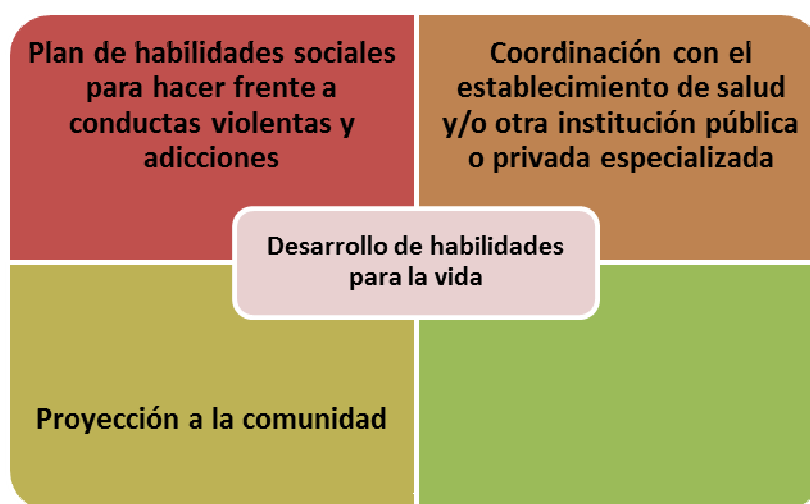 Plan de habilidades sociales
para hacer frente a
conductas violentas y
adicciones
Coordinación con el
establecimiento de salud
y/o otra institución pública
o privada especializada
Desarrollo de habilidades
para la vida
Proyección a la comunidad